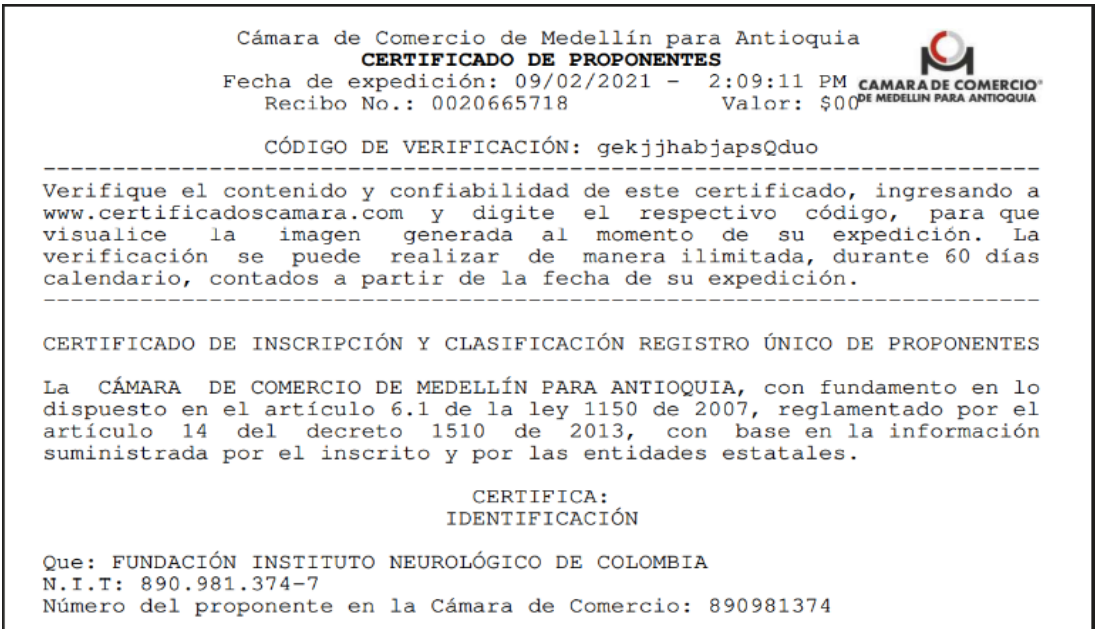 Cámara de Comercio de Medellín para Antioquia
CERTIFICADO DE PROPONENTES
Fecha de expedición: 09/02/2021 - 2:09:11 PM
Recibo No.: 0020665718 Valor: $00
CAMARA DE COMERCIO®
DE MEDELLIN PARA ANTIOQUIA
CÓDIGO DE VERIFICACIÓN: gekjjhabjapsQduo
--------------------------------------------------------------------------------
Verifique el contenido y confiabilidad de este certificado, ingresando a
www.certificadoscamara.com y digite el respectivo código, para que
visualice la imagen generada al momento de su expedición. La
verificación se puede realizar de manera ilimitada, durante 60 días
calendario, contados a partir de la fecha de su expedición.
--------------------------------------------------------------------------------
CERTIFICADO DE INSCRIPCIÓN Y CLASIFICACIÓN REGISTRO ÚNICO DE PROPONENTES
La CÁMARA DE COMERCIO DE MEDELLÍN PARA ANTIOQUIA, con fundamento en lo
dispuesto en el artículo 6.1 de la ley 1150 de 2007, reglamentado por el
artículo 14 del decreto 1510 de 2013, con base en la información
suministrada por el inscrito y por las entidades estatales.
CERTIFICA:
IDENTIFICACIÓN
Que: FUNDACIÓN INSTITUTO NEUROLÓGICO DE COLOMBIA
N.I.T: 890.981.374-7
Número del proponente en la Cámara de Comercio: 890981374